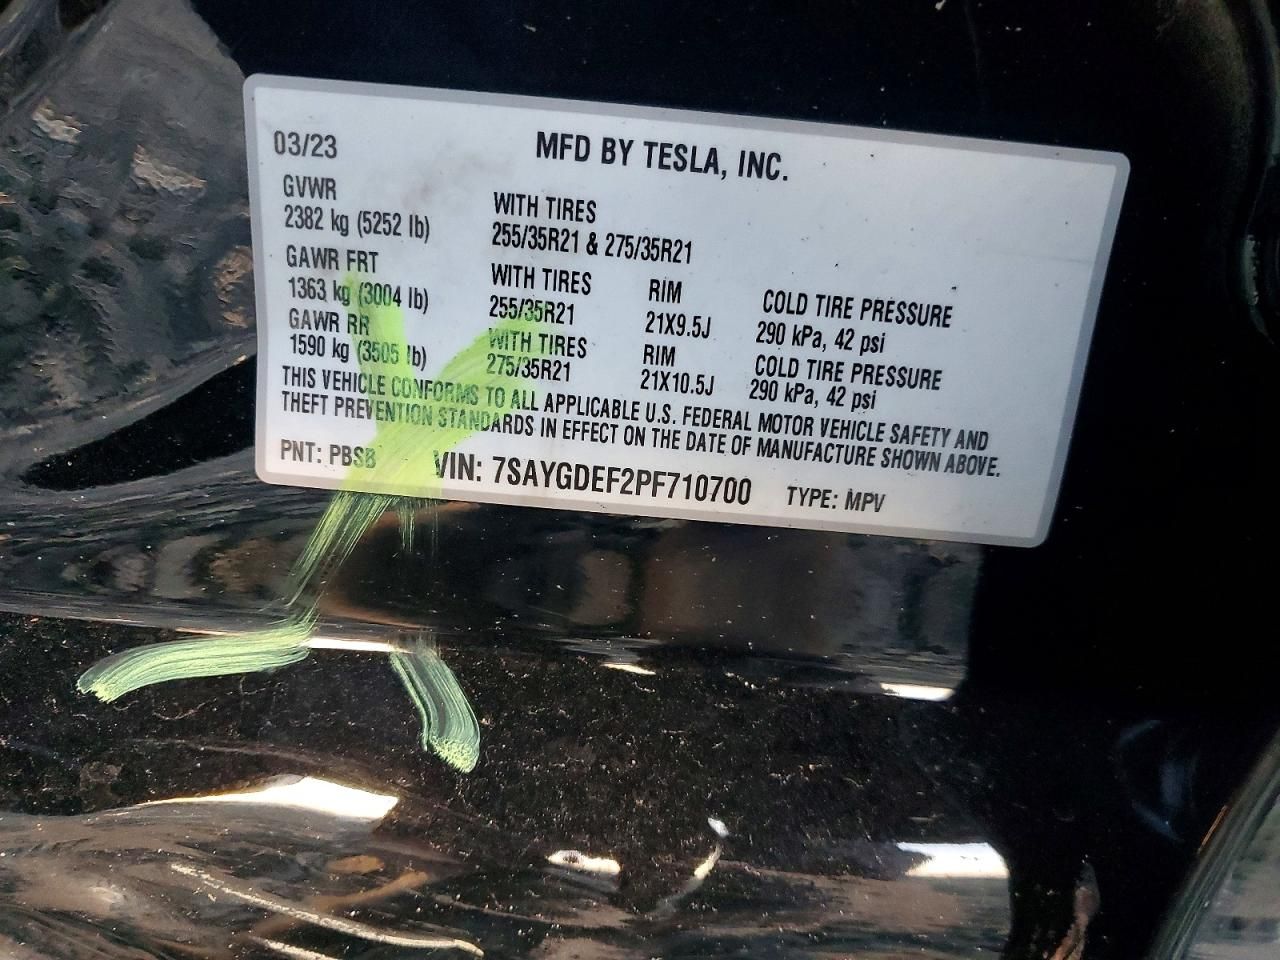 03/23 MFD BY TESLA, INC.
GVWR WITH TIRES
2382 kg (5252 lb) 255/35R21 & 275/35R21
GAWR FRT WITH TIRES RIM COLD TIRE PRESSURE
1363 kg (3004 lb) 255/35R21 21X9.5J 290 kPa, 42 psi
GAWR RR WITH TIRES RIM COLD TIRE PRESSURE
1590 kg (3505 lb) 275/35R21 21X10.5J 290 kPa, 42 psi
THIS VEHICLE CONFORMS TO ALL APPLICABLE U.S. FEDERAL MOTOR VEHICLE SAFETY AND
THEFT PREVENTION STANDARDS IN EFFECT ON THE DATE OF MANUFACTURE SHOWN ABOVE.
PNT: PBSB VIN: 7SAYGDEF2PF710700 TYPE: MPV